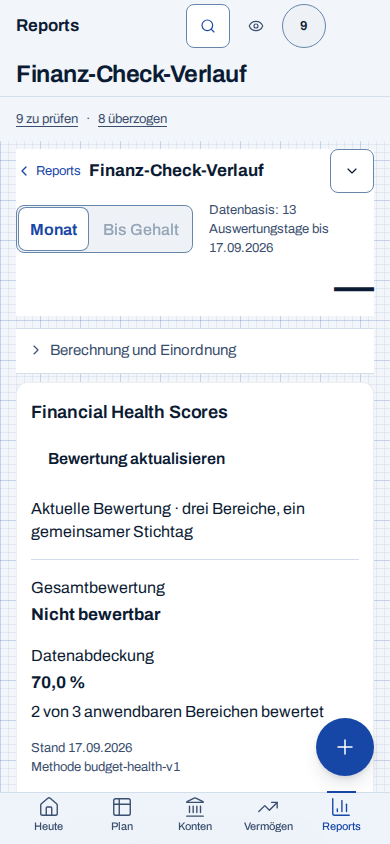 Reports
9
Finanz-Check-Verlauf
9 zu prüfen · 8 überzogen
Reports Finanz-Check-Verlauf
Monat Bis Gehalt
Datenbasis: 13
Auswertungstage bis
17.09.2026
Berechnung und Einordnung
Financial Health Scores
Bewertung aktualisieren
Aktuelle Bewertung · drei Bereiche, ein
gemeinsamer Stichtag
Gesamtbewertung
Nicht bewertbar
Datenabdeckung
70,0 %
2 von 3 anwendbaren Bereichen bewertet
Stand 17.09.2026
Methode budget-health-v1
Heute Plan Konten Vermögen Reports